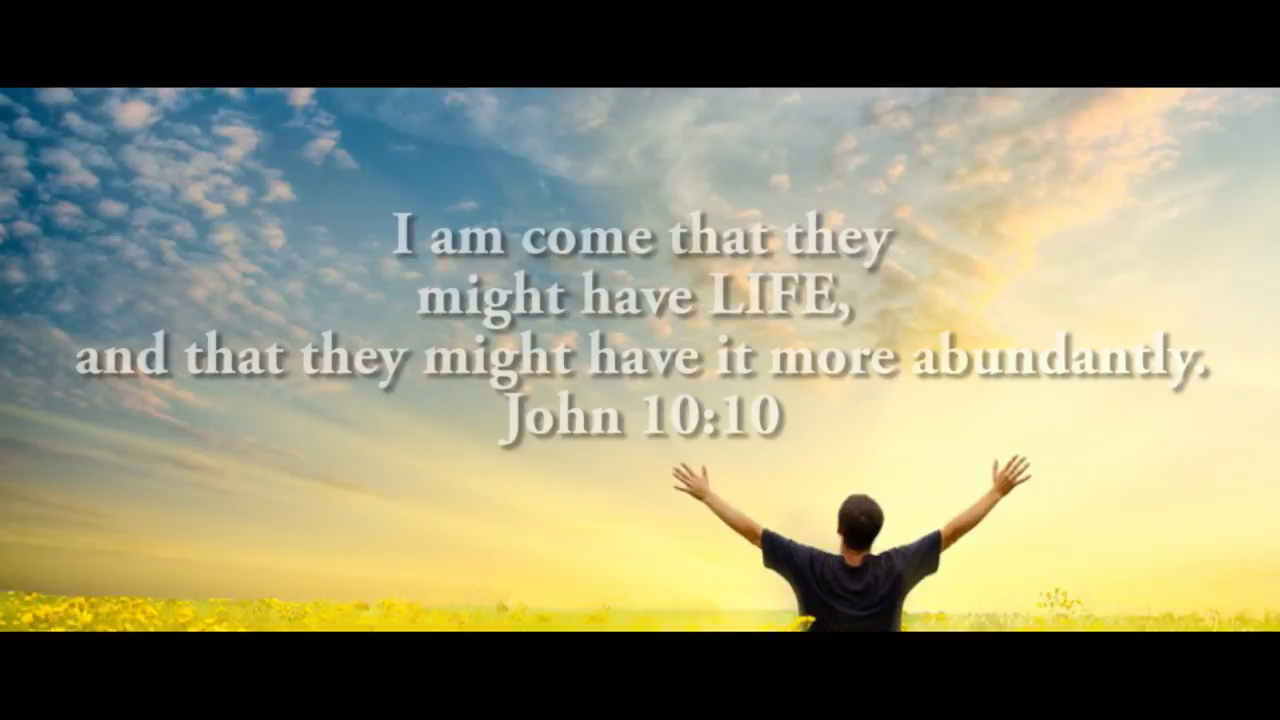 I am come that they
might have LIFE,
and that they might have it more abundantly.
John 10:10